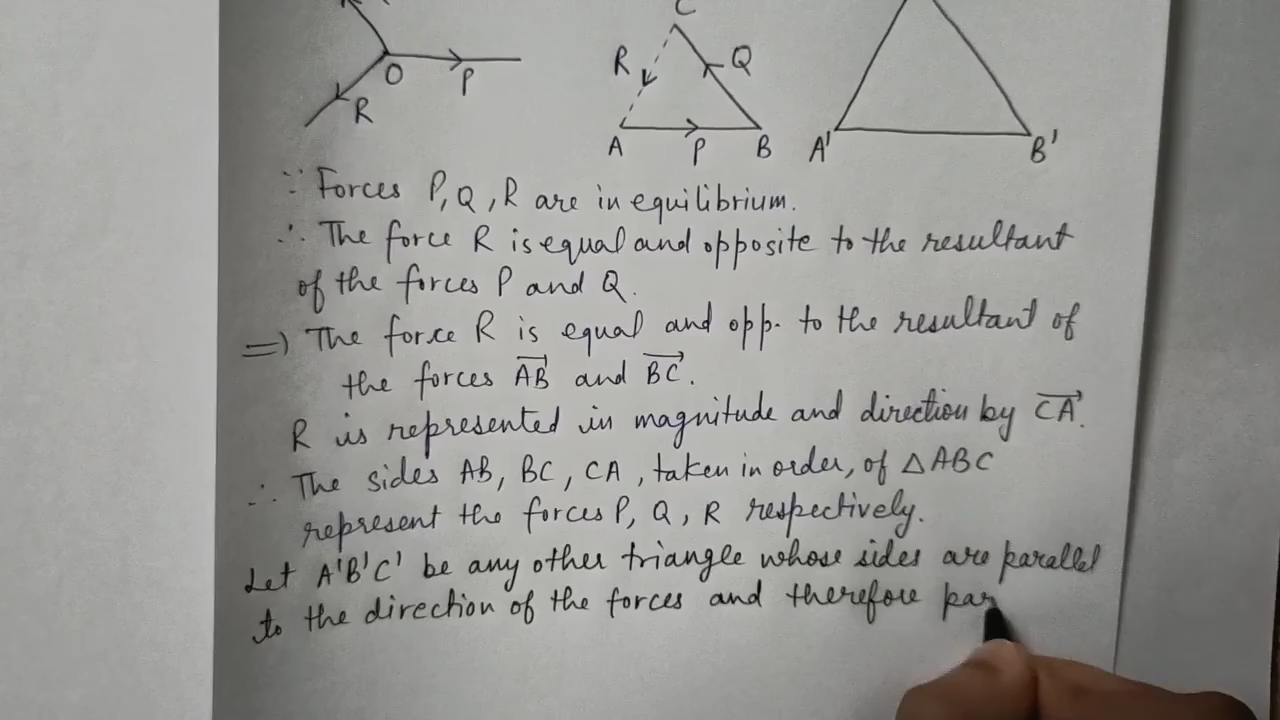 C
R
Q
O
P
R
A
P
B
A'
B'
∵ Forces P, Q, R are in equilibrium.
∴ The force R is equal and opposite to the resultant
of the forces P and Q.
=) The force R is equal and opp. to the resultant of
the forces AB and BC.
R is represented in magnitude and direction by CA.
∴ The sides AB, BC, CA, taken in order, of △ABC
represent the forces P, Q, R respectively.
Let A'B'C' be any other triangle whose sides are parallel
to the direction of the forces and therefore par